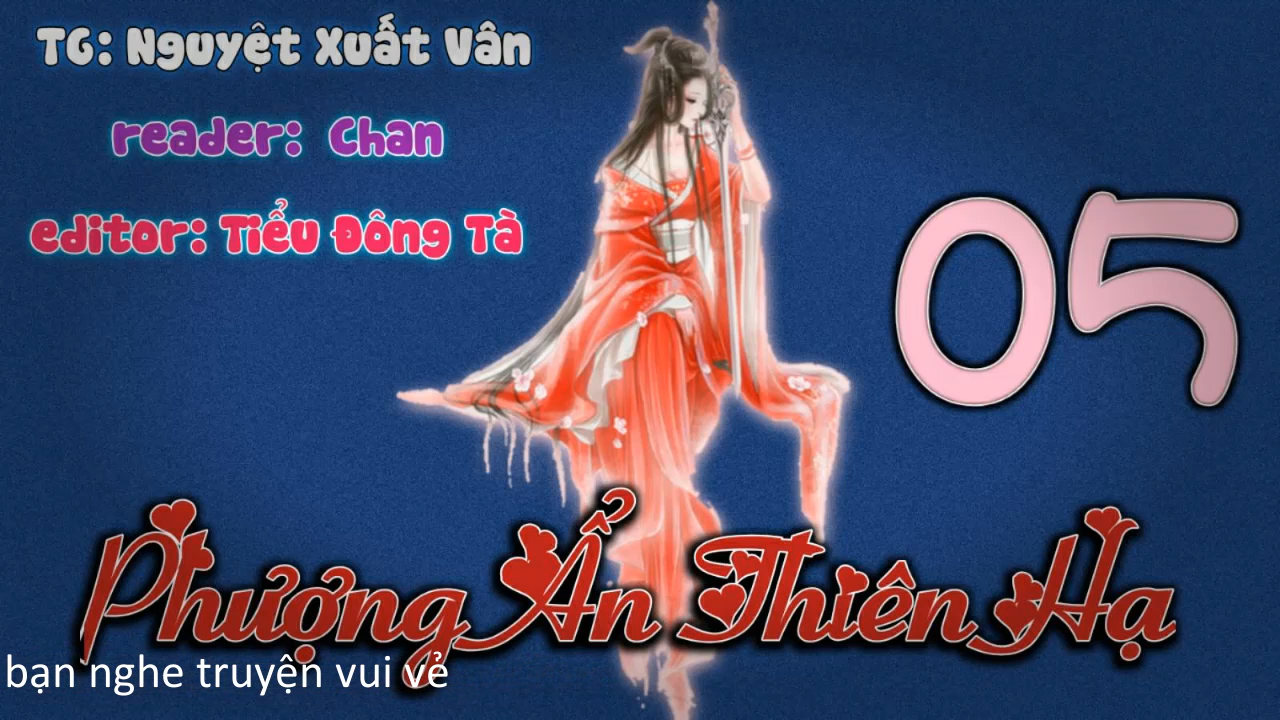 TG: Nguyệt Xuất Vân
reader: Chan
editor: Tiểu Đông Tà
05
Phượng Ẩn Thiên Hạ
bạn nghe truyện vui vẻ